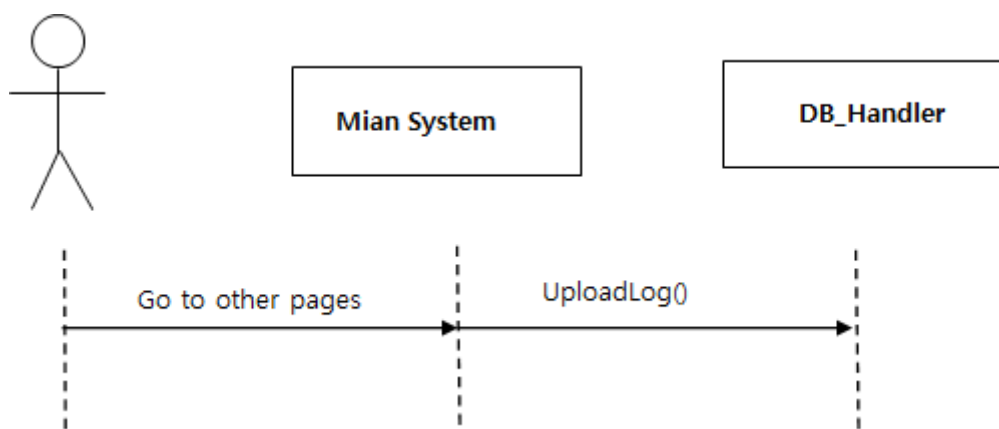 Mian System
DB_Handler
Go to other pages
UploadLog()